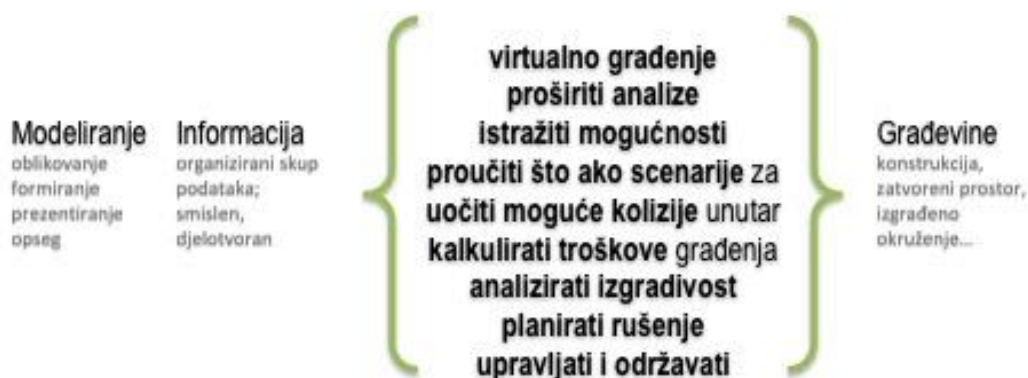 Modeliranje
oblikovanje
formiranje
prezentiranje
opseg
Informacija
organizirani skup
podataka;
smislen,
djelotvoran
virtualno građenje
proširiti analize
istražiti mogućnosti
proučiti što ako scenarije za
uočiti moguće kolizije unutar
kalkulirati troškove građenja
analizirati izgradivost
planirati rušenje
upravljati i održavati
Građevine
konstrukcija,
zatvoreni prostor,
izgrađeno
okruženje...